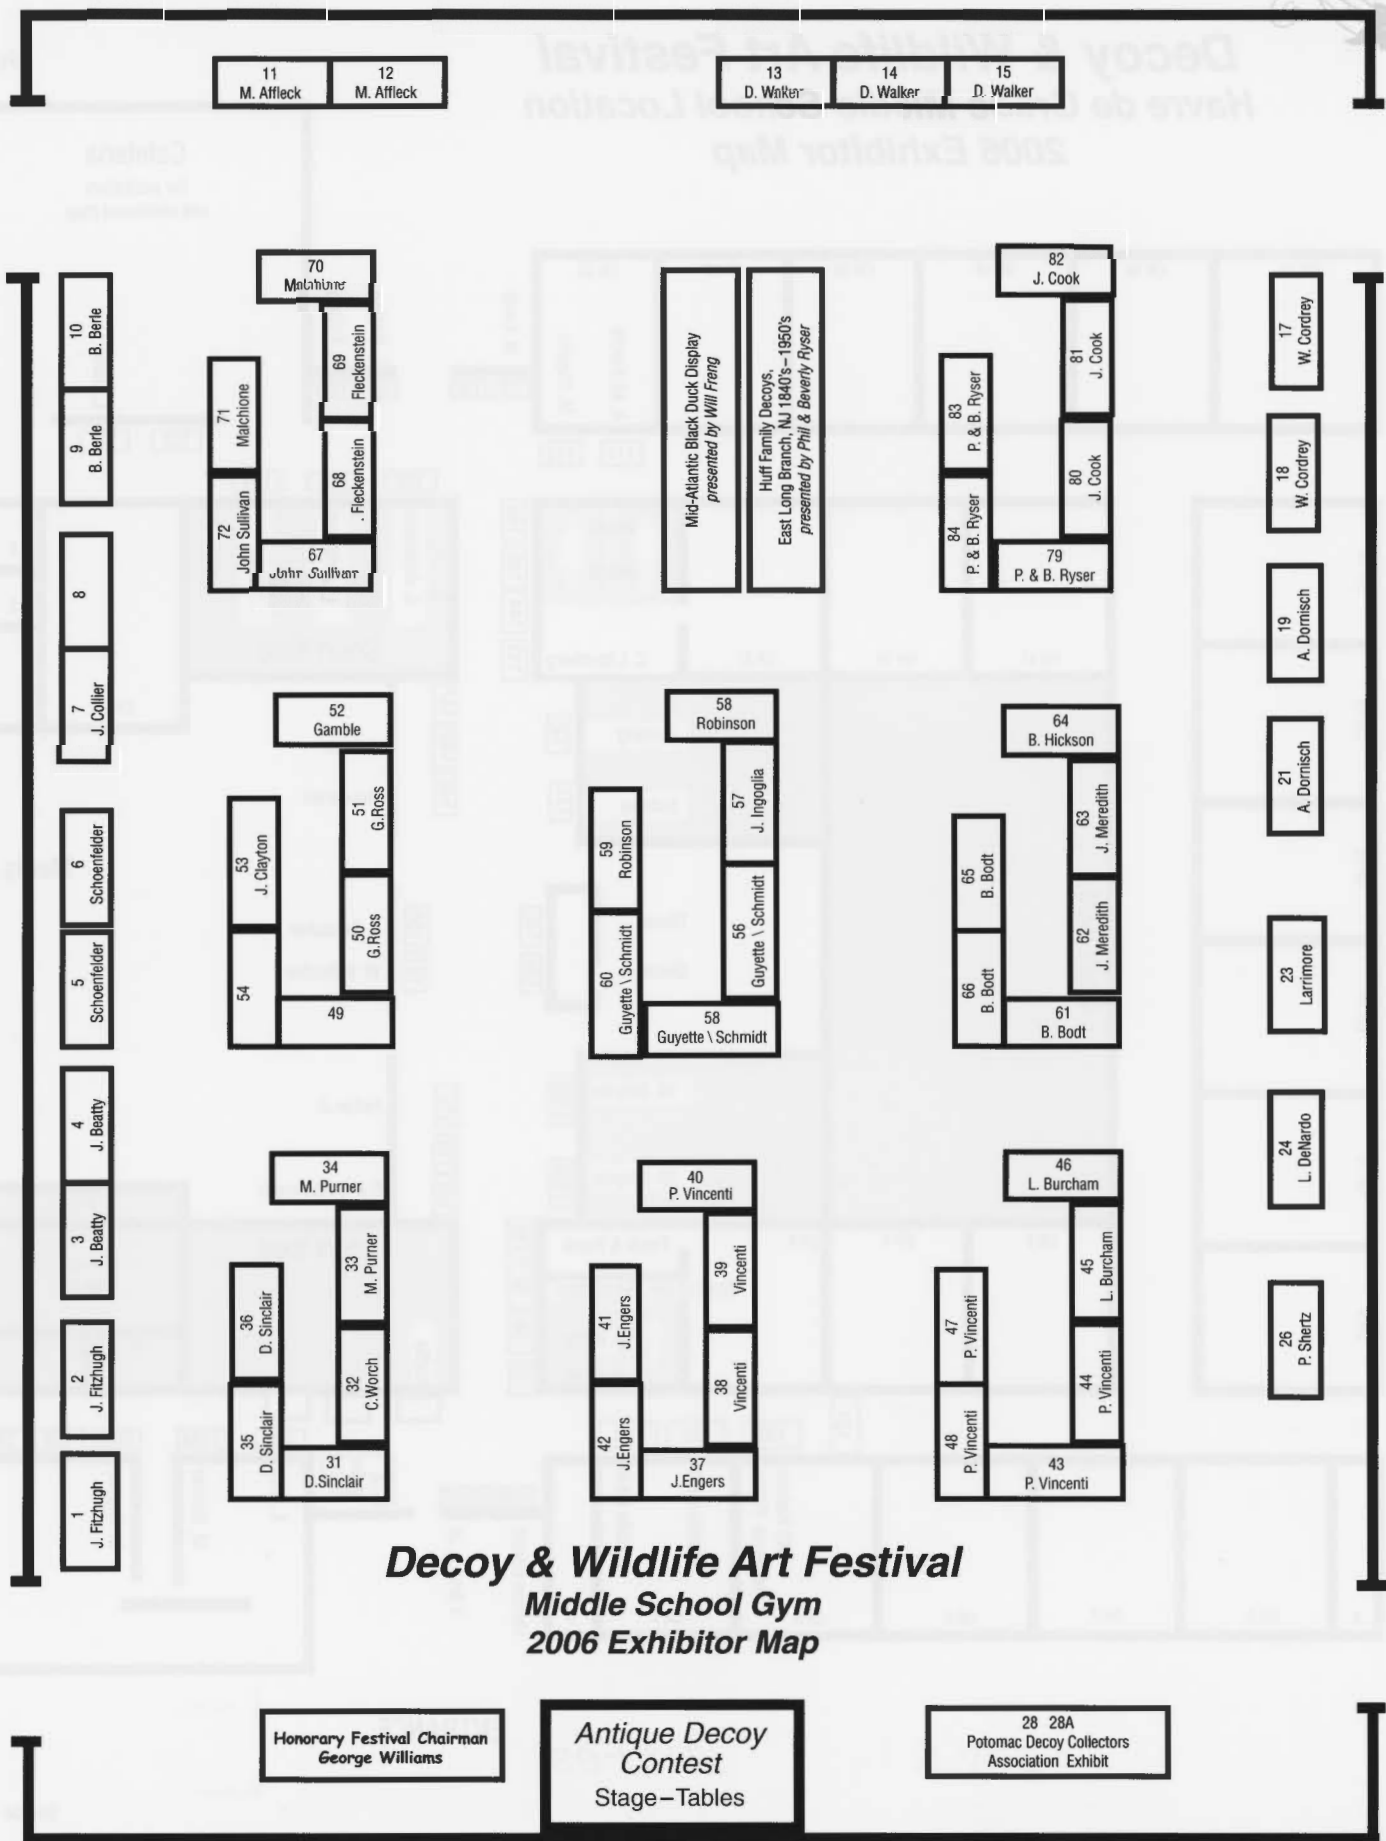 11
M. Affleck
12
M. Affleck
13
D. Walker
14
D. Walker
15
D. Walker
10
B. Berle
9
B. Berle
8
7
J. Collier
6
Schoenfelder
5
Schoenfelder
4
J. Beatty
3
J. Beatty
2
J. Fitzhugh
1
J. Fitzhugh
70
Malchione
69
Fleckenstein
71
Malchione
68
. Fleckenstein
72
John Sullivan
67
John Sullivan
Mid-Atlantic Black Duck Display
presented by Will Freng
Huff Family Decoys,
East Long Branch, NJ 1840's–1950's
presented by Phil & Beverly Ryser
82
J. Cook
81
J. Cook
83
P. & B. Ryser
80
J. Cook
84
P. & B. Ryser
79
P. & B. Ryser
17
W. Cordrey
18
W. Cordrey
19
A. Dornisch
21
A. Dornisch
23
Larrimore
24
L. DeNardo
26
P. Shertz
52
Gamble
51
G.Ross
53
J. Clayton
50
G.Ross
54
49
58
Robinson
57
J. Ingoglia
59
Robinson
56
Guyette \ Schmidt
60
Guyette \ Schmidt
58
Guyette \ Schmidt
64
B. Hickson
63
J. Meredith
65
B. Bodt
62
J. Meredith
66
B. Bodt
61
B. Bodt
34
M. Purner
33
M. Purner
36
D. Sinclair
32
C.Worch
35
D. Sinclair
31
D.Sinclair
40
P. Vincenti
39
Vincenti
41
J.Engers
38
Vincenti
42
J.Engers
37
J.Engers
46
L. Burcham
45
L. Burcham
47
P. Vincenti
44
P. Vincenti
48
P. Vincenti
43
P. Vincenti
Decoy & Wildlife Art Festival
Middle School Gym
2006 Exhibitor Map
Honorary Festival Chairman
George Williams
Antique Decoy
Contest
Stage–Tables
28 28A
Potomac Decoy Collectors
Association Exhibit